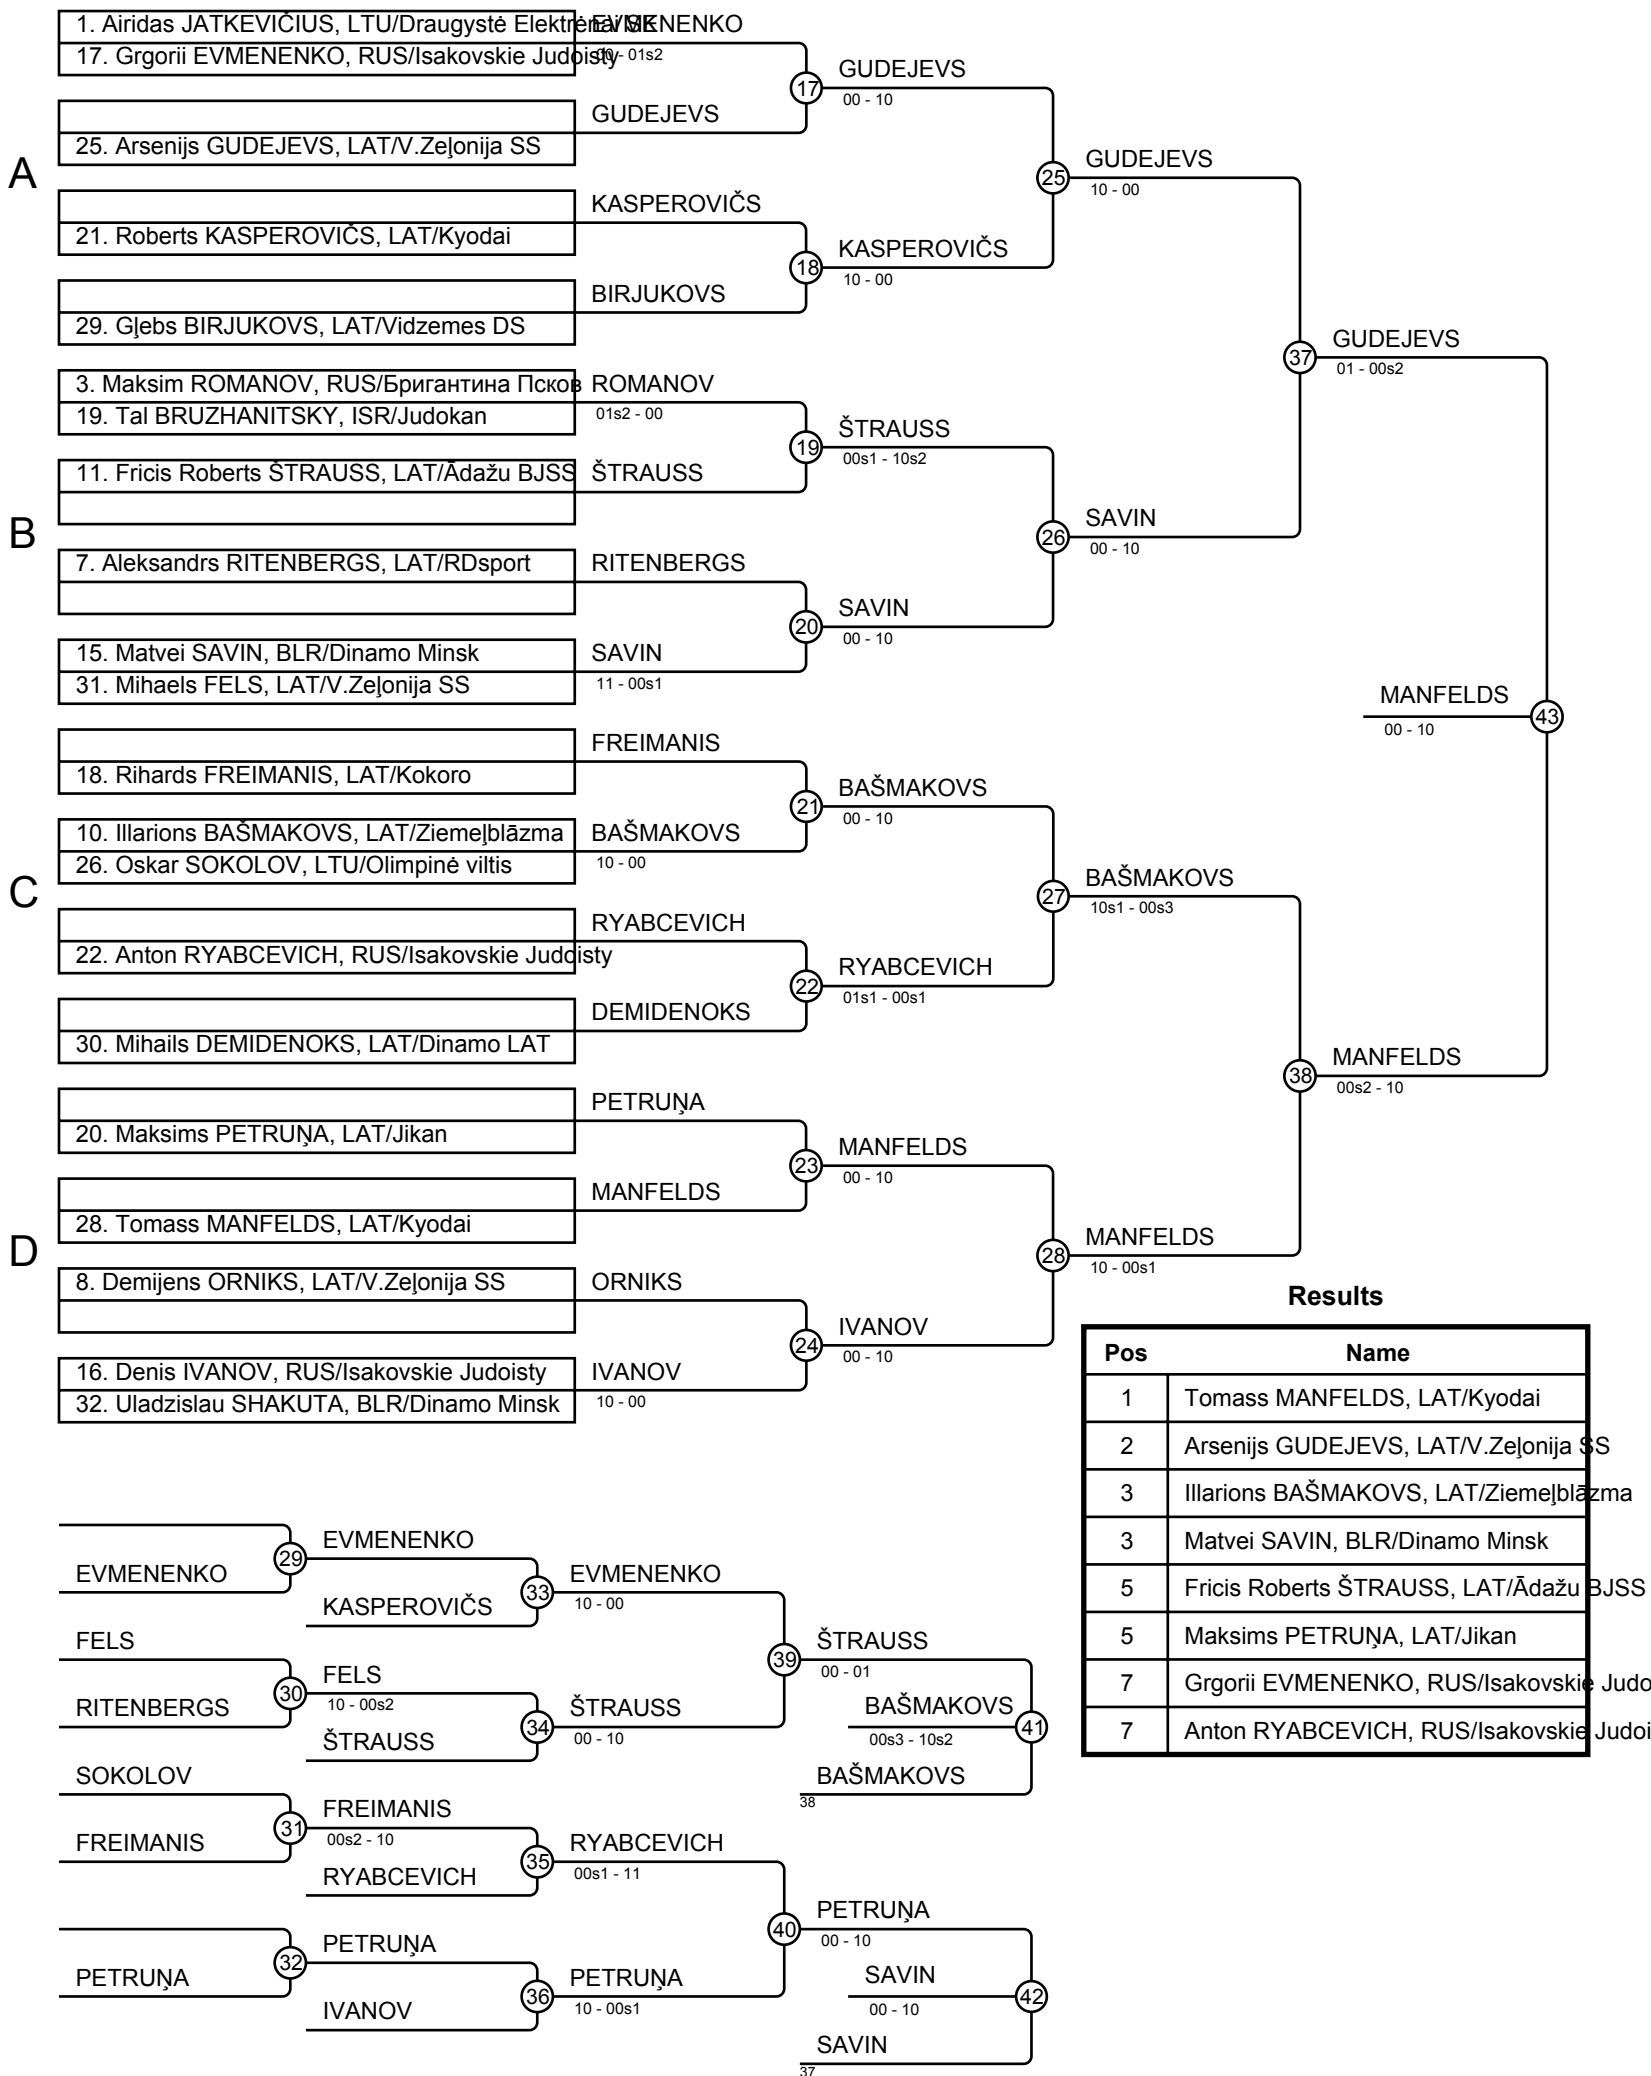 1. Airidas JATKEVIČIUS, LTU/Draugystė Elektrėnai/MSK
EVMENENKO
17. Grgorii EVMENENKO, RUS/Isakovskie Judoisty
00 - 01s2
GUDEJEVS
17
00 - 10
GUDEJEVS
25. Arsenijs GUDEJEVS, LAT/V.Zeļonija SS
A
GUDEJEVS
25
10 - 00
KASPEROVIČS
21. Roberts KASPEROVIČS, LAT/Kyodai
KASPEROVIČS
18
10 - 00
BIRJUKOVS
29. Gļebs BIRJUKOVS, LAT/Vidzemes DS
GUDEJEVS
37
01 - 00s2
3. Maksim ROMANOV, RUS/Бригантина Псков
ROMANOV
19. Tal BRUZHANITSKY, ISR/Judokan
01s2 - 00
ŠTRAUSS
19
00s1 - 10s2
11. Fricis Roberts ŠTRAUSS, LAT/Ādažu BJSS
ŠTRAUSS
B
SAVIN
26
00 - 10
7. Aleksandrs RITENBERGS, LAT/RDsport
RITENBERGS
SAVIN
20
00 - 10
15. Matvei SAVIN, BLR/Dinamo Minsk
SAVIN
31. Mihaels FELS, LAT/V.Zeļonija SS
11 - 00s1
MANFELDS
43
00 - 10
FREIMANIS
18. Rihards FREIMANIS, LAT/Kokoro
BAŠMAKOVS
21
00 - 10
10. Illarions BAŠMAKOVS, LAT/Ziemeļblāzma
BAŠMAKOVS
26. Oskar SOKOLOV, LTU/Olimpinė viltis
10 - 00
C
BAŠMAKOVS
27
10s1 - 00s3
RYABCEVICH
22. Anton RYABCEVICH, RUS/Isakovskie Judoisty
RYABCEVICH
22
01s1 - 00s1
DEMIDENOKS
30. Mihails DEMIDENOKS, LAT/Dinamo LAT
MANFELDS
38
00s2 - 10
PETRUŅA
20. Maksims PETRUŅA, LAT/Jikan
MANFELDS
23
00 - 10
MANFELDS
28. Tomass MANFELDS, LAT/Kyodai
D
MANFELDS
28
10 - 00s1
8. Demijens ORNIKS, LAT/V.Zeļonija SS
ORNIKS
IVANOV
24
00 - 10
16. Denis IVANOV, RUS/Isakovskie Judoisty
IVANOV
32. Uladzislau SHAKUTA, BLR/Dinamo Minsk
10 - 00
Results
Pos Name
1 Tomass MANFELDS, LAT/Kyodai
2 Arsenijs GUDEJEVS, LAT/V.Zeļonija SS
3 Illarions BAŠMAKOVS, LAT/Ziemeļblāzma
3 Matvei SAVIN, BLR/Dinamo Minsk
5 Fricis Roberts ŠTRAUSS, LAT/Ādažu BJSS
5 Maksims PETRUŅA, LAT/Jikan
7 Grgorii EVMENENKO, RUS/Isakovskie Judo
7 Anton RYABCEVICH, RUS/Isakovskie Judoi
EVMENENKO
29
EVMENENKO
KASPEROVIČS
33
EVMENENKO
10 - 00
FELS
30
RITENBERGS
FELS
10 - 00s2
ŠTRAUSS
34
ŠTRAUSS
00 - 10
39
ŠTRAUSS
00 - 01
BAŠMAKOVS
41
00s3 - 10s2
BAŠMAKOVS
38
SOKOLOV
31
FREIMANIS
FREIMANIS
00s2 - 10
RYABCEVICH
35
RYABCEVICH
00s1 - 11
32
PETRUŅA
PETRUŅA
IVANOV
36
PETRUŅA
10 - 00s1
40
PETRUŅA
00 - 10
SAVIN
42
00 - 10
SAVIN
37